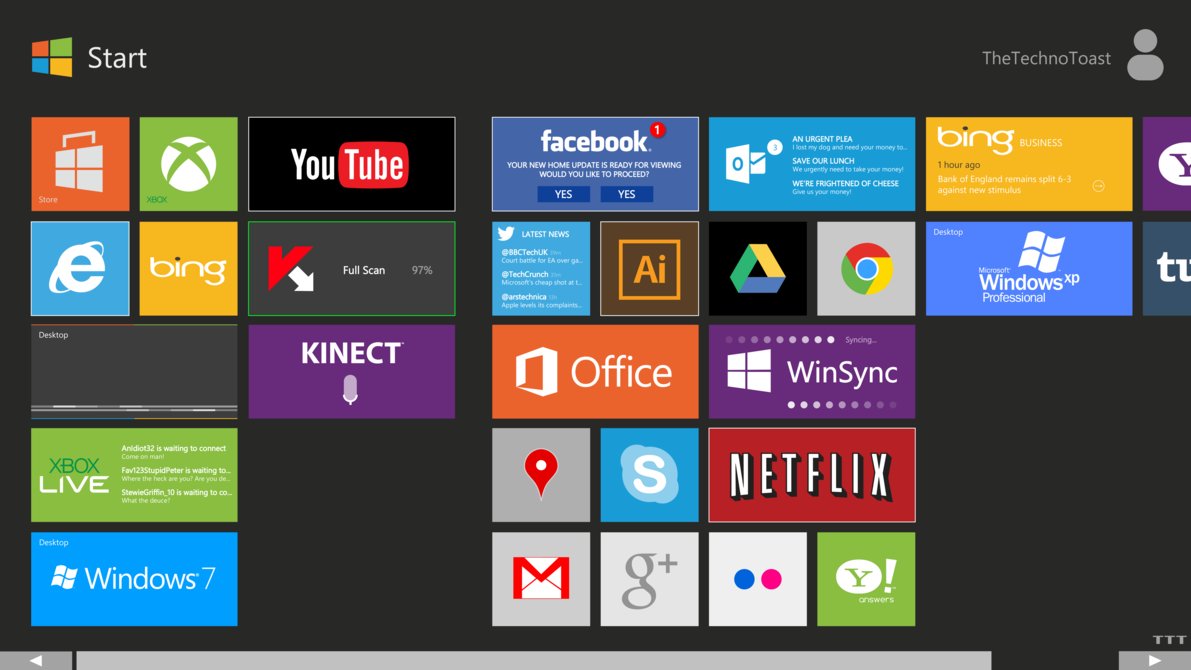 Start
TheTechnoToast
Store
XBOX
YouTube
facebook.
1
YOUR NEW HOME UPDATE IS READY FOR VIEWING
WOULD YOU LIKE TO PROCEED?
YES
YES
O
3
AN URGENT PLEA
I lost my dog and need your money to...
SAVE OUR LUNCH
We urgently need to take your money!
WE'RE FRIGHTENED OF CHEESE
Give us your money!
bing BUSINESS
1 hour ago
Bank of England remains split 6-3
against new stimulus
Y
e
bing
Full Scan 97%
LATEST NEWS
@BBCTechUK 59m
Court battle for EA over ga...
@TechCrunch
Microsoft's cheap shot at t...
@arstechnica
Apple levels its complaints...
Ai
Desktop
Microsoft®
Windows xp
Professional
tu
Desktop
KINECT
Office
Syncing...
WinSync
XBOX
LIVE
AnIdiot32 is waiting to connect
Come on man!
Fav123StupidPeter is waiting to...
Where the heck are you? Are you de...
StewieGriffin_10 is waiting to co...
What the deuce?
S
NETFLIX
Desktop
Windows 7
M
g+
Y!
answers
TTT